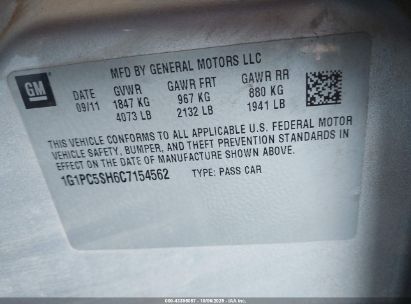 GM
MFD BY GENERAL MOTORS LLC
DATE GVWR GAWR FRT GAWR RR
09/11 1847 KG 967 KG 880 KG
4073 LB 2132 LB 1941 LB
THIS VEHICLE CONFORMS TO ALL APPLICABLE U.S. FEDERAL MOTOR
VEHICLE SAFETY, BUMPER, AND THEFT PREVENTION STANDARDS IN
EFFECT ON THE DATE OF MANUFACTURE SHOWN ABOVE.
1G1PC5SH6C7154562 TYPE: PASS CAR